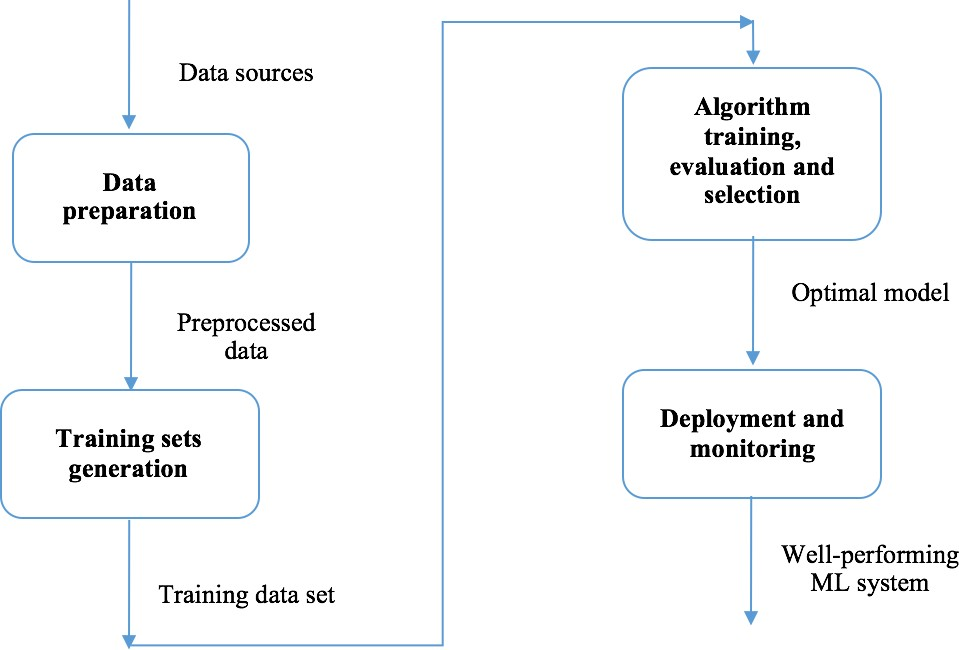 Data sources
Data
preparation
Preprocessed
data
Training sets
generation
Training data set
Algorithm
training,
evaluation and
selection
Optimal model
Deployment and
monitoring
Well-performing
ML system